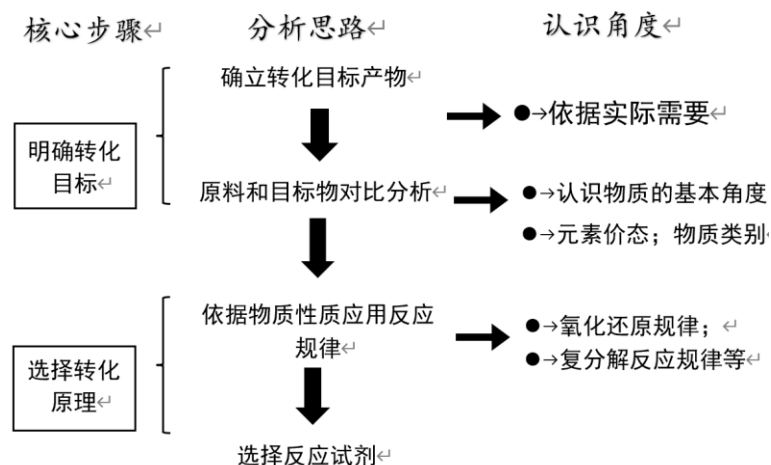 核心步骤 分析思路 认识角度
确立转化目标产物
●→依据实际需要
明确转化
目标
原料和目标物对比分析
●→认识物质的基本角度
●→元素价态；物质类别
依据物质性质应用反应
规律
●→氧化还原规律；
●→复分解反应规律等
选择转化
原理
选择反应试剂